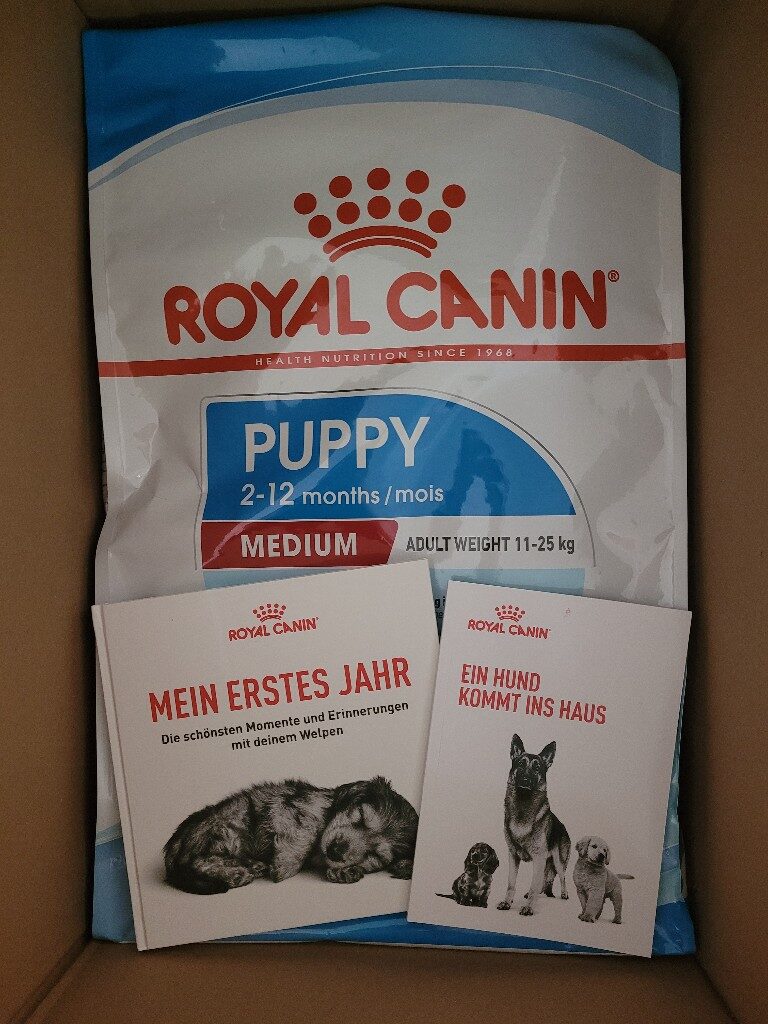 ROYAL CANIN®
HEALTH NUTRITION SINCE 1968
PUPPY
2-12 months/mois
MEDIUM
ADULT WEIGHT 11-25 kg
ROYAL CANIN
MEIN ERSTES JAHR
Die schönsten Momente und Erinnerungen
mit deinem Welpen
ROYAL CANIN
EIN HUND
KOMMT INS HAUS